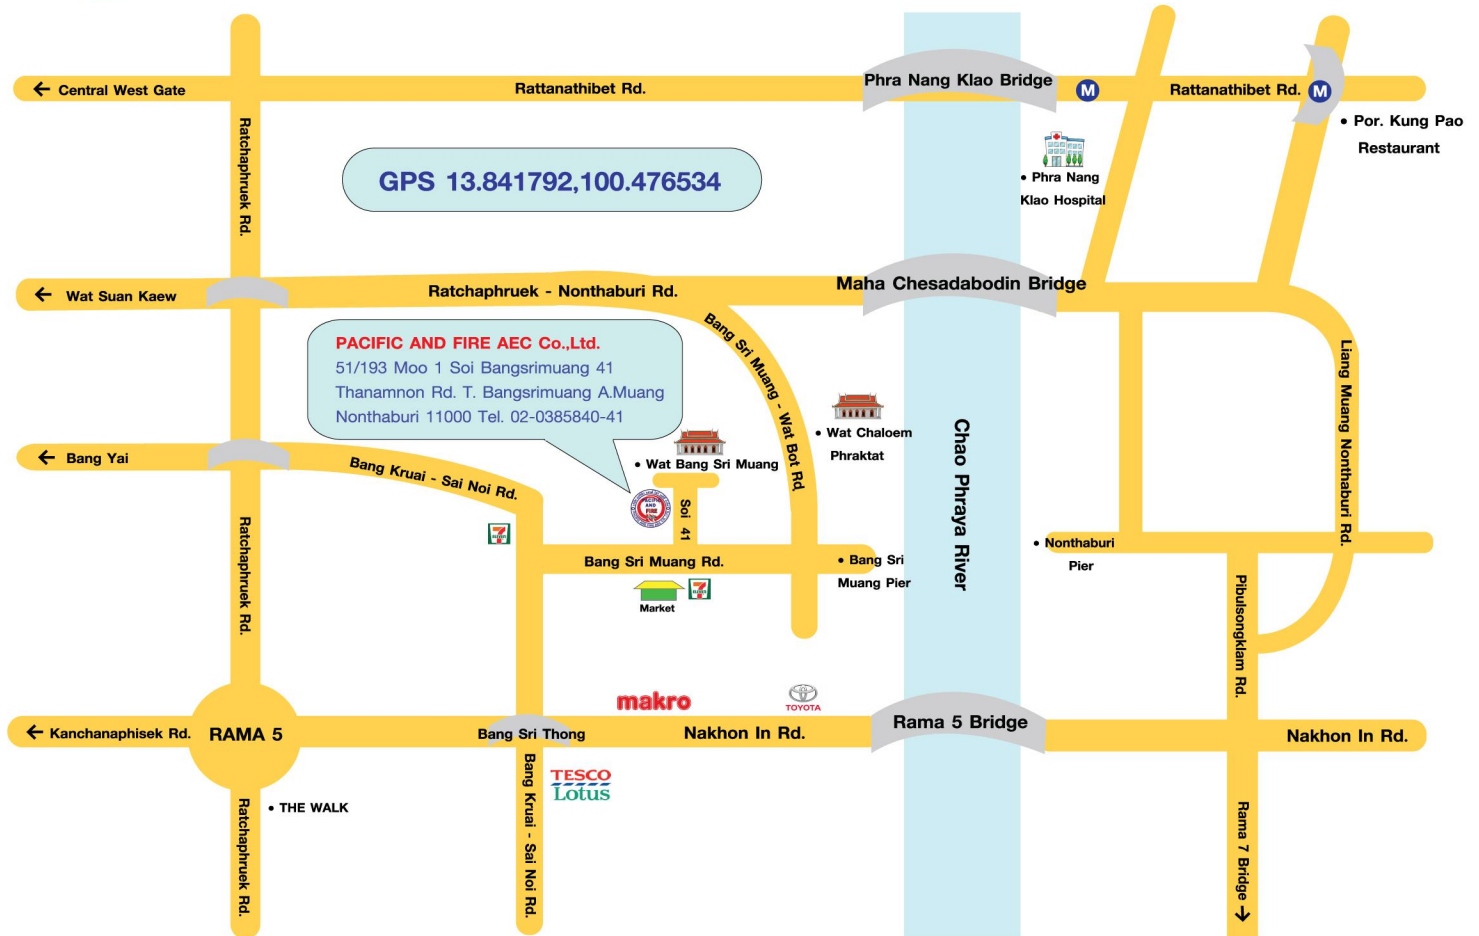 ← Central West Gate
Rattanathibet Rd.
Phra Nang Klao Bridge
M
Rattanathibet Rd.
M
• Por. Kung Pao
Restaurant
Ratchaphruek Rd.
GPS 13.841792,100.476534
• Phra Nang
Klao Hospital
← Wat Suan Kaew
Ratchaphruek - Nonthaburi Rd.
Maha Chesadabodin Bridge
PACIFIC AND FIRE AEC Co.,Ltd.
51/193 Moo 1 Soi Bangsrimuang 41
Thanamnon Rd. T. Bangsrimuang A.Muang
Nonthaburi 11000 Tel. 02-0385840-41
Bang Sri Muang - Wat Bot Rd
Liang Muang Nonthaburi Rd.
• Wat Chaloem
Phraktat
Chao Phraya River
← Bang Yai
Bang Kruai - Sai Noi Rd.
• Wat Bang Sri Muang
PACIFIC
AND
FIRE
Soi 41
7
ELEVEN
Ratchaphruek Rd.
Bang Sri Muang Rd.
• Bang Sri
Muang Pier
• Nonthaburi
Pier
Market
7
ELEVEN
Pibulsongklam Rd.
makro
TOYOTA
← Kanchanaphisek Rd.
RAMA 5
Bang Sri Thong
Nakhon In Rd.
Rama 5 Bridge
Nakhon In Rd.
TESCO
Lotus
• THE WALK
Ratchaphruek Rd.
Bang Kruai - Sai Noi Rd.
Rama 7 Bridge →